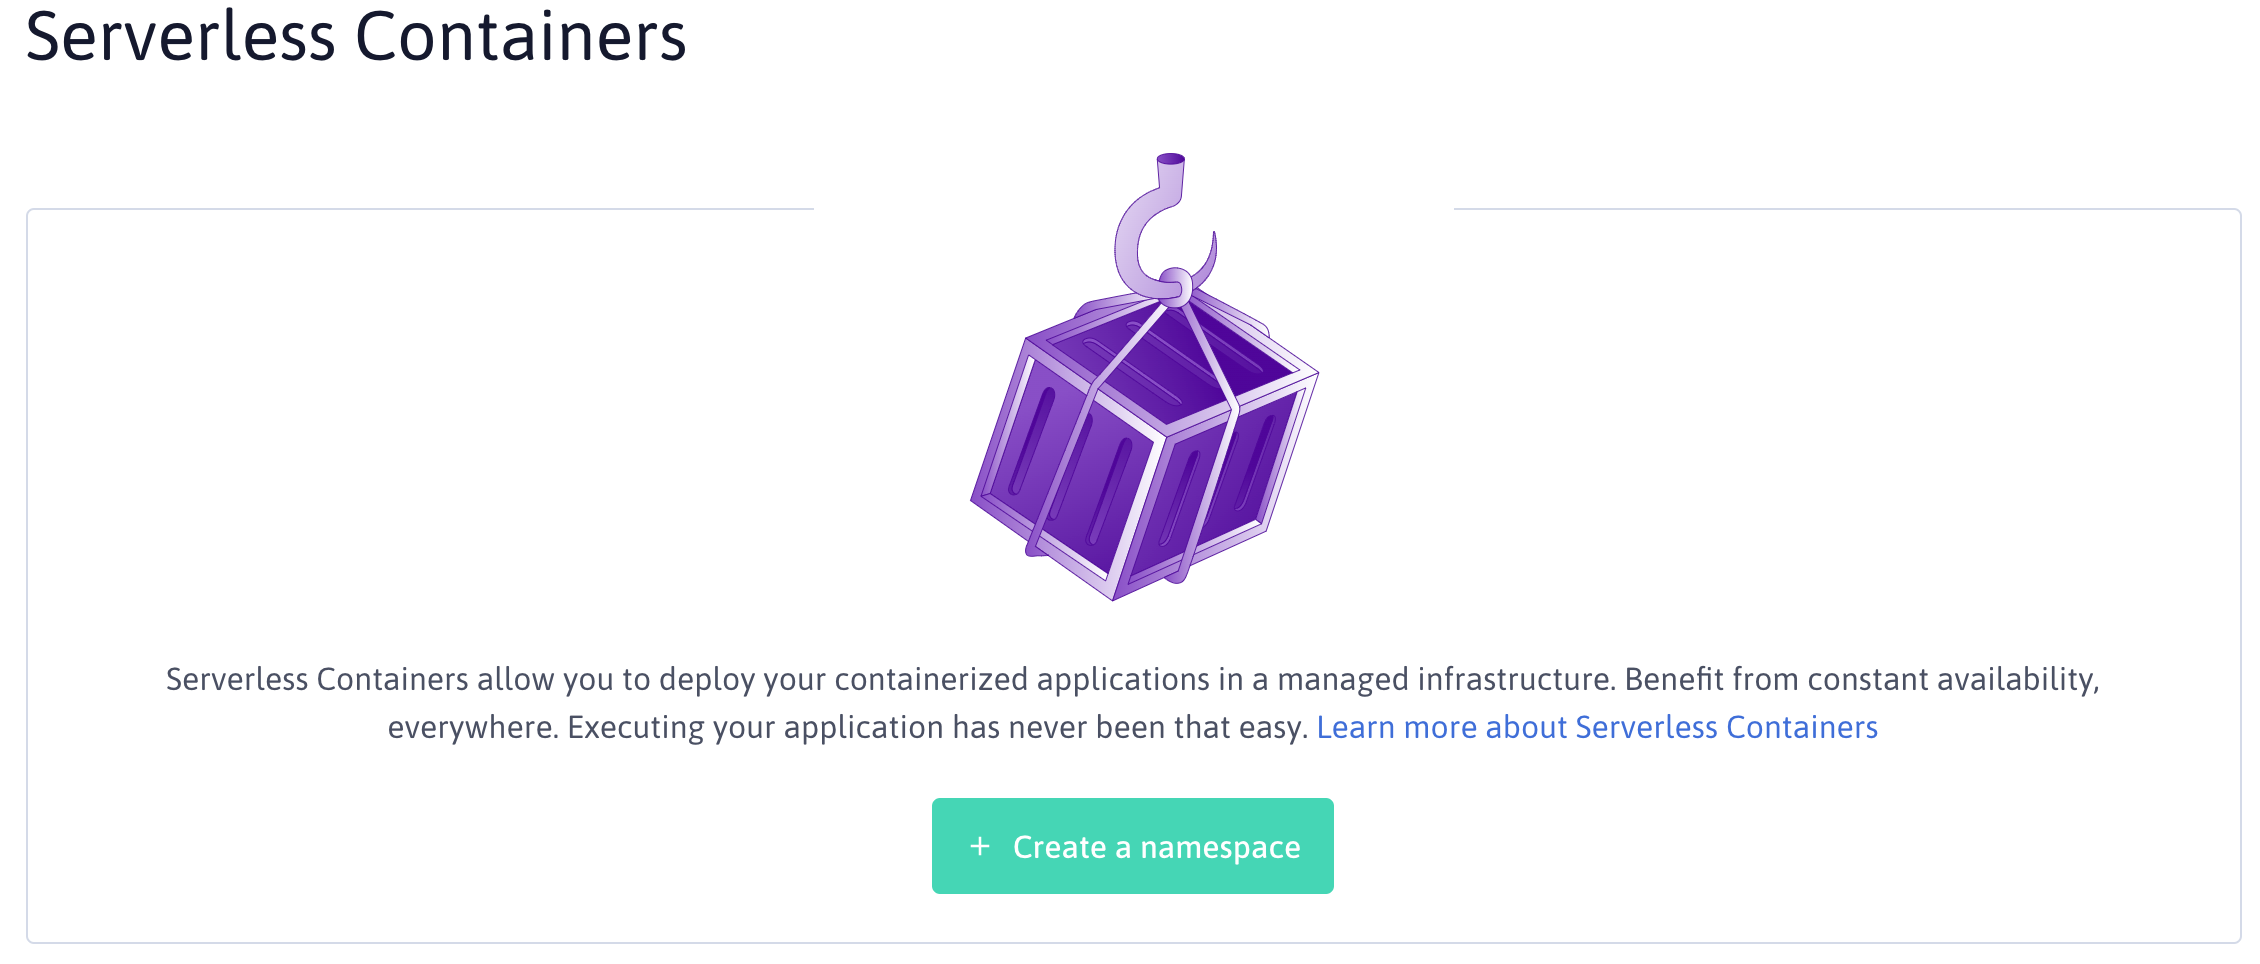 Serverless Containers
Serverless Containers allow you to deploy your containerized applications in a managed infrastructure. Benefit from constant availability,
everywhere. Executing your application has never been that easy. Learn more about Serverless Containers
+ Create a namespace